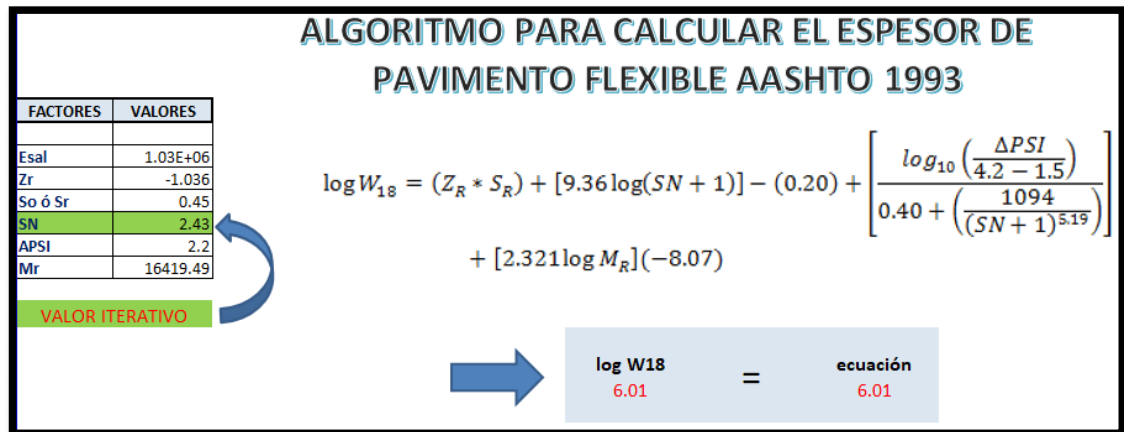 ALGORITMO PARA CALCULAR EL ESPESOR DE
PAVIMENTO FLEXIBLE AASHTO 1993
FACTORES VALORES
Esal 1.03E+06
Zr -1.036
So ó Sr 0.45
SN 2.43
APSI 2.2
Mr 16419.49
VALOR ITERATIVO
log W₁₈ = (Z_R * S_R) + [9.36 log(SN + 1)] − (0.20) + [log₁₀(ΔPSI / (4.2 − 1.5)) / (0.40 + (1094 / (SN + 1)^5.19))]
+ [2.321 log M_R](−8.07)
log W18 = ecuación
6.01 6.01